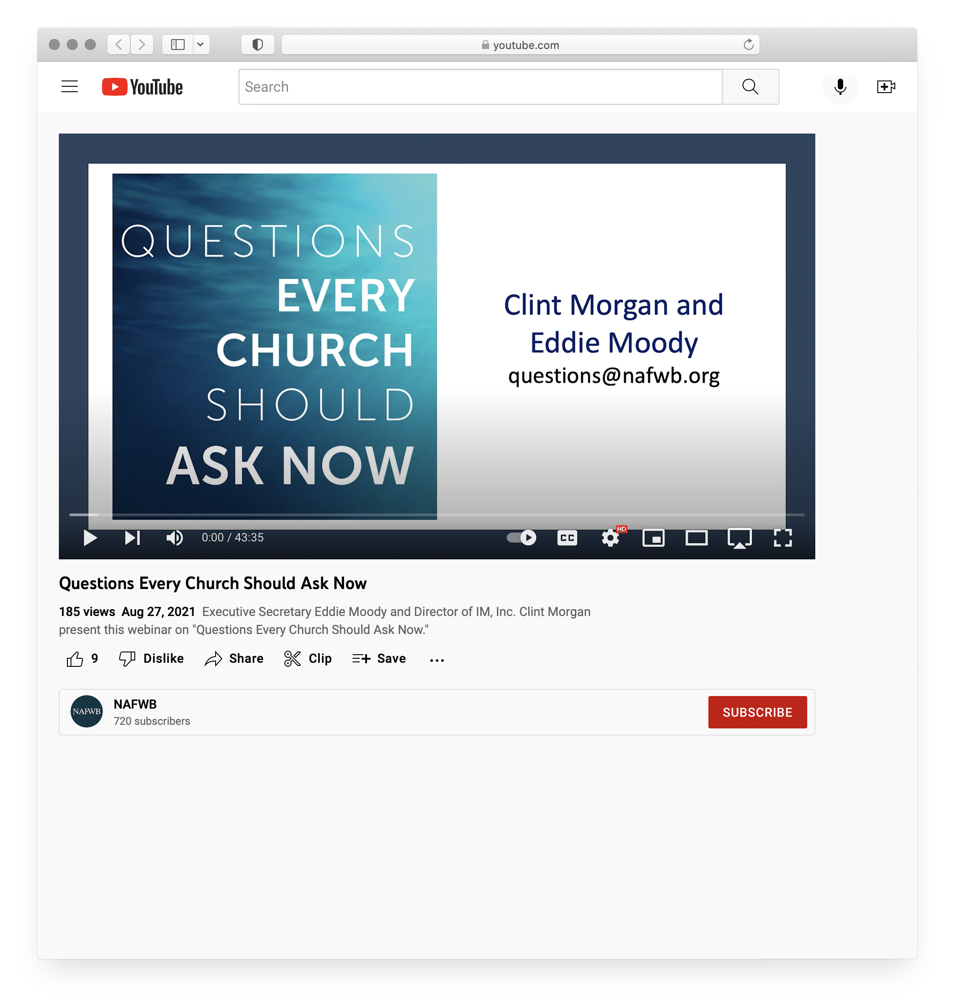 youtube.com
YouTube
Search
QUESTIONS
EVERY
CHURCH
SHOULD
ASK NOW
Clint Morgan and
Eddie Moody
questions@nafwb.org
0:00 / 43:35
CC
HD
Questions Every Church Should Ask Now
185 views Aug 27, 2021 Executive Secretary Eddie Moody and Director of IM, Inc. Clint Morgan
present this webinar on "Questions Every Church Should Ask Now."
9 Dislike Share Clip Save ...
NAFWB
NAFWB
720 subscribers
SUBSCRIBE